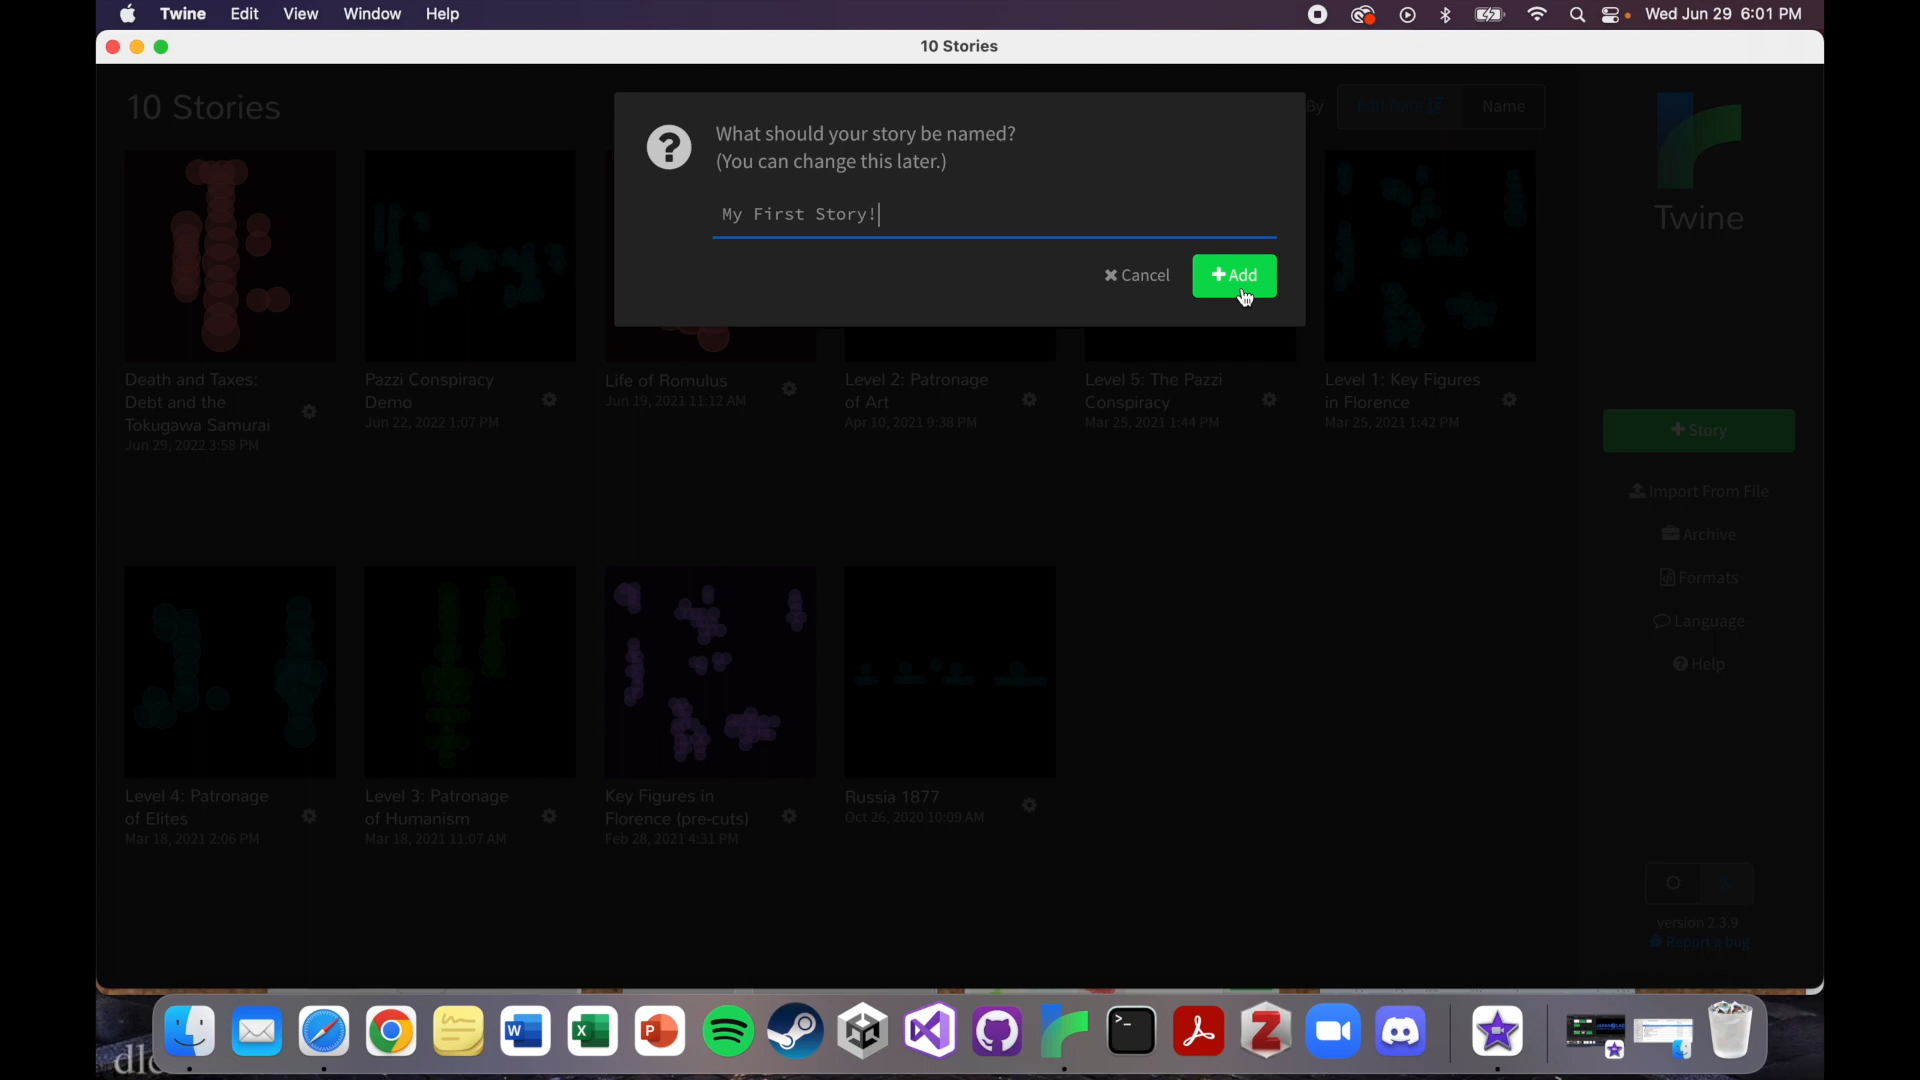 Twine Edit View Window Help Wed Jun 29 6:01 PM
10 Stories
10 Stories
By Edit Date Name
What should your story be named?
(You can change this later.)
My First Story!
Cancel
Add
Twine
Death and Taxes:
Debt and the
Tokugawa Samurai
Jun 29, 2022 3:58 PM
Pazzi Conspiracy
Demo
Jun 22, 2022 1:07 PM
Life of Romulus
Jun 19, 2021 11:12 AM
Level 2: Patronage
of Art
Apr 10, 2021 9:38 PM
Level 5: The Pazzi
Conspiracy
Mar 25, 2021 1:44 PM
Level 1: Key Figures
in Florence
Mar 25, 2021 1:42 PM
Story
Import From File
Archive
Formats
Language
Help
Level 4: Patronage
of Elites
Mar 18, 2021 2:06 PM
Level 3: Patronage
of Humanism
Mar 18, 2021 11:07 AM
Key Figures in
Florence (pre-cuts)
Feb 28, 2021 4:31 PM
Russia 1877
Oct 26, 2020 10:09 AM
version 2.3.9
Report a bug
W
X
P
Z